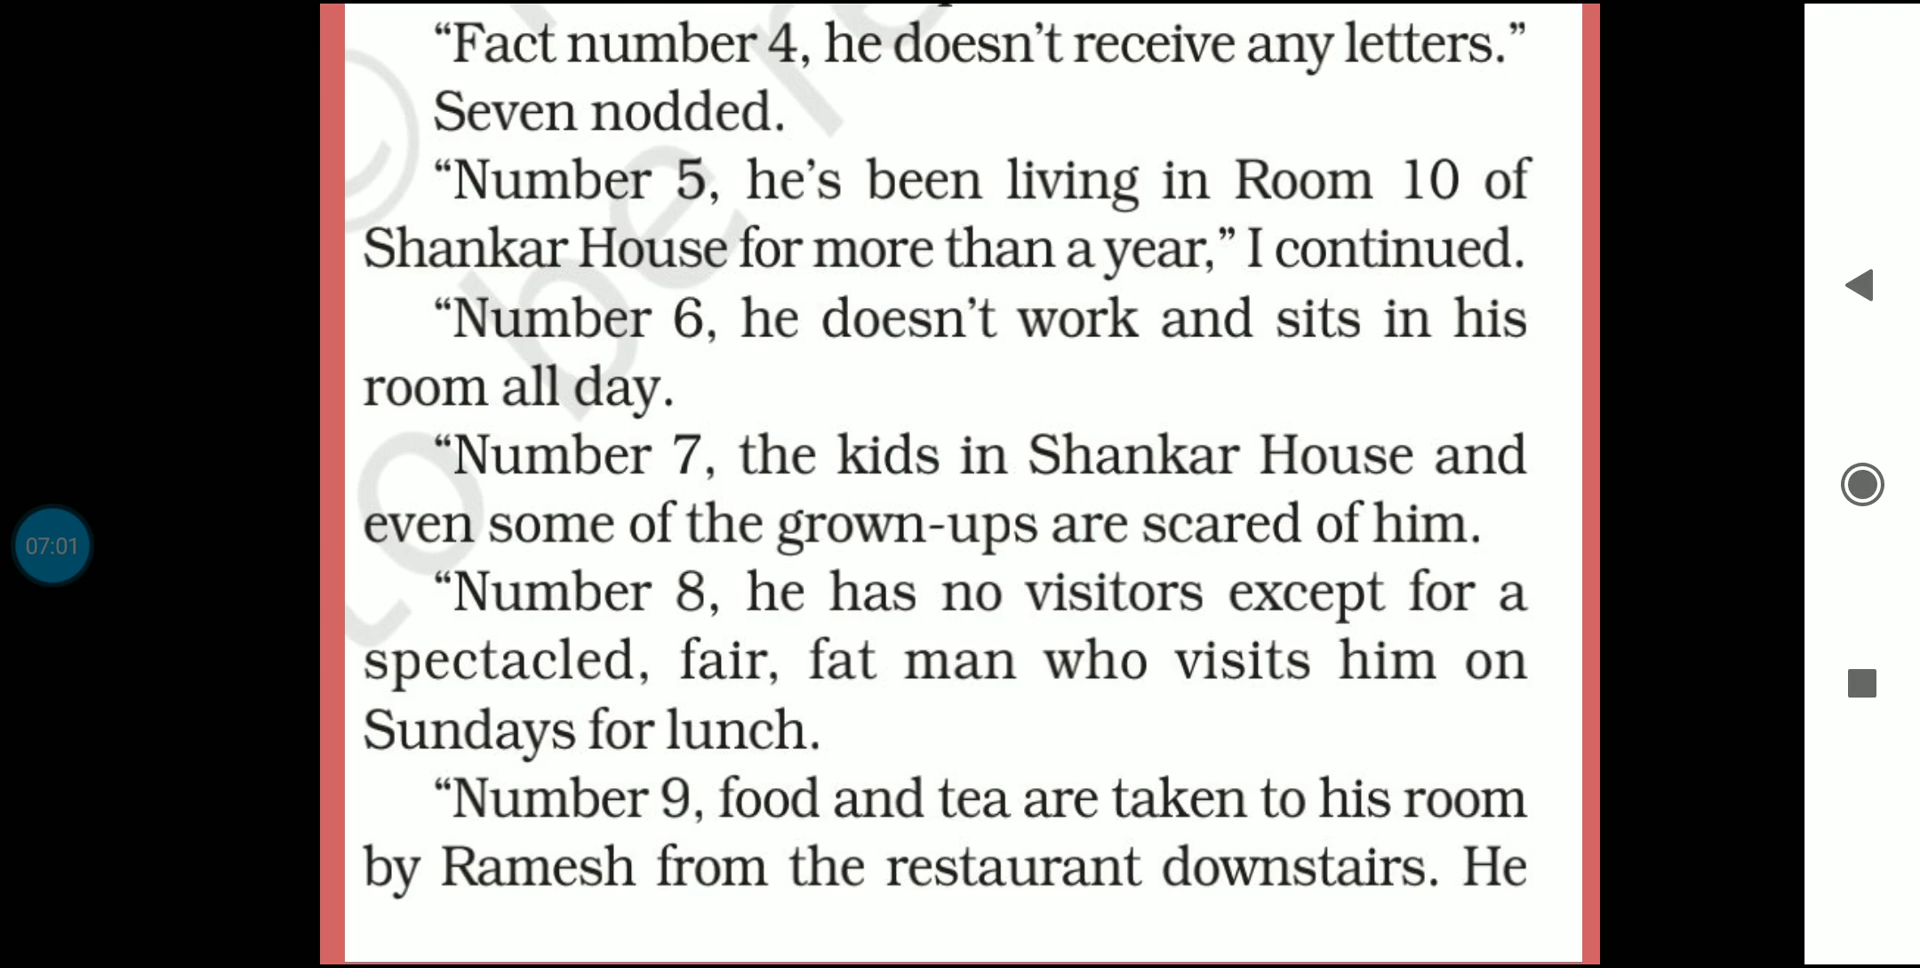 “Fact number 4, he doesn’t receive any letters.”
Seven nodded.
“Number 5, he’s been living in Room 10 of
Shankar House for more than a year,” I continued.
“Number 6, he doesn’t work and sits in his
room all day.
“Number 7, the kids in Shankar House and
even some of the grown-ups are scared of him.
“Number 8, he has no visitors except for a
spectacled, fair, fat man who visits him on
Sundays for lunch.
“Number 9, food and tea are taken to his room
by Ramesh from the restaurant downstairs. He
07:01
© to be re